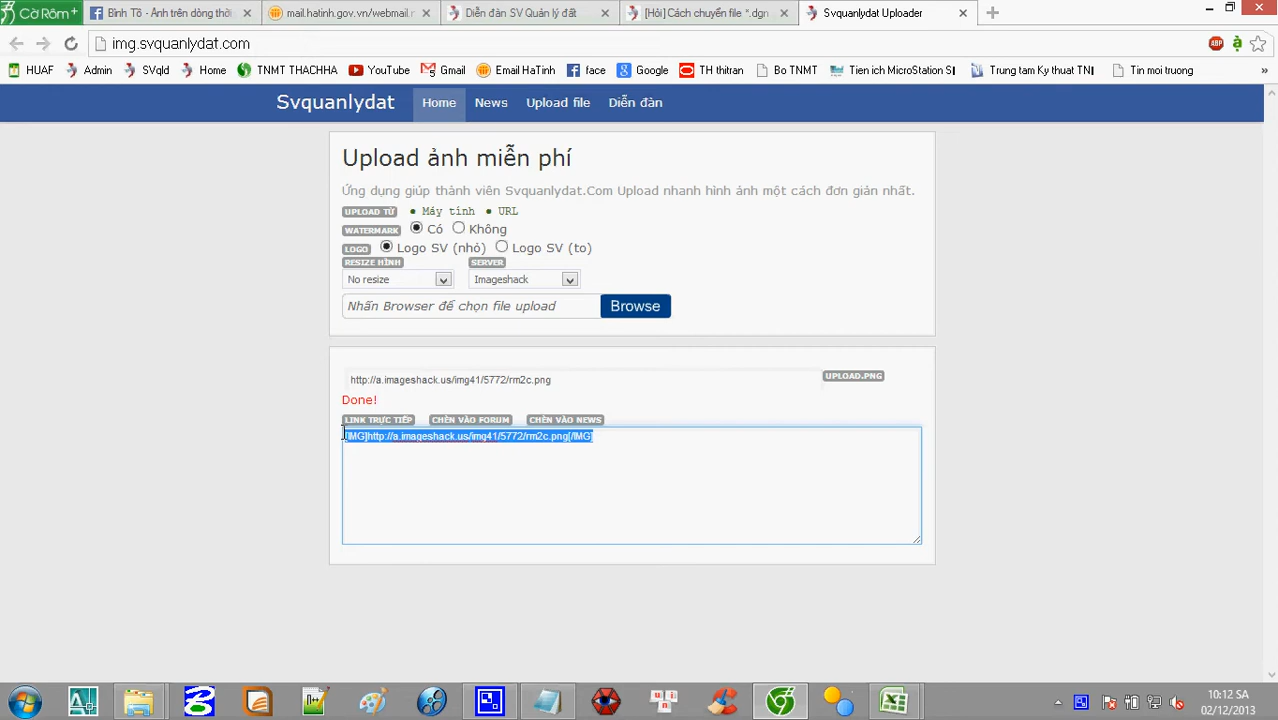 Cờ Rôm+
Bình Tô - Ảnh trên dòng thời
mail.hatinh.gov.vn/webmail.n
Diễn đàn SV Quản lý đất
[Hỏi] Cách chuyển file *.dgn
Svquanlydat Uploader
img.svquanlydat.com
HUAF
Admin
SVqld
Home
TNMT THACHHA
YouTube
Gmail
Email HaTinh
face
Google
TH thitran
Bo TNMT
Tien ich MicroStation S
Trung tam Ky thuat TN
Tin moi truong
Svquanlydat
Home
News
Upload file
Diễn đàn
Upload ảnh miễn phí
Ứng dụng giúp thành viên Svquanlydat.Com Upload nhanh hình ảnh một cách đơn giản nhất.
UPLOAD TỪ • Máy tính • URL
WATERMARK Có Không
LOGO Logo SV (nhỏ) Logo SV (to)
RESIZE HÌNH SERVER
No resize Imageshack
Nhấn Browser để chọn file upload Browse
http://a.imageshack.us/img41/5772/rm2c.png UPLOAD.PNG
Done!
LINK TRỰC TIẾP CHÈN VÀO FORUM CHÈN VÀO NEWS
[IMG]http://a.imageshack.us/img41/5772/rm2c.png[/IMG]
10:12 SA
02/12/2013